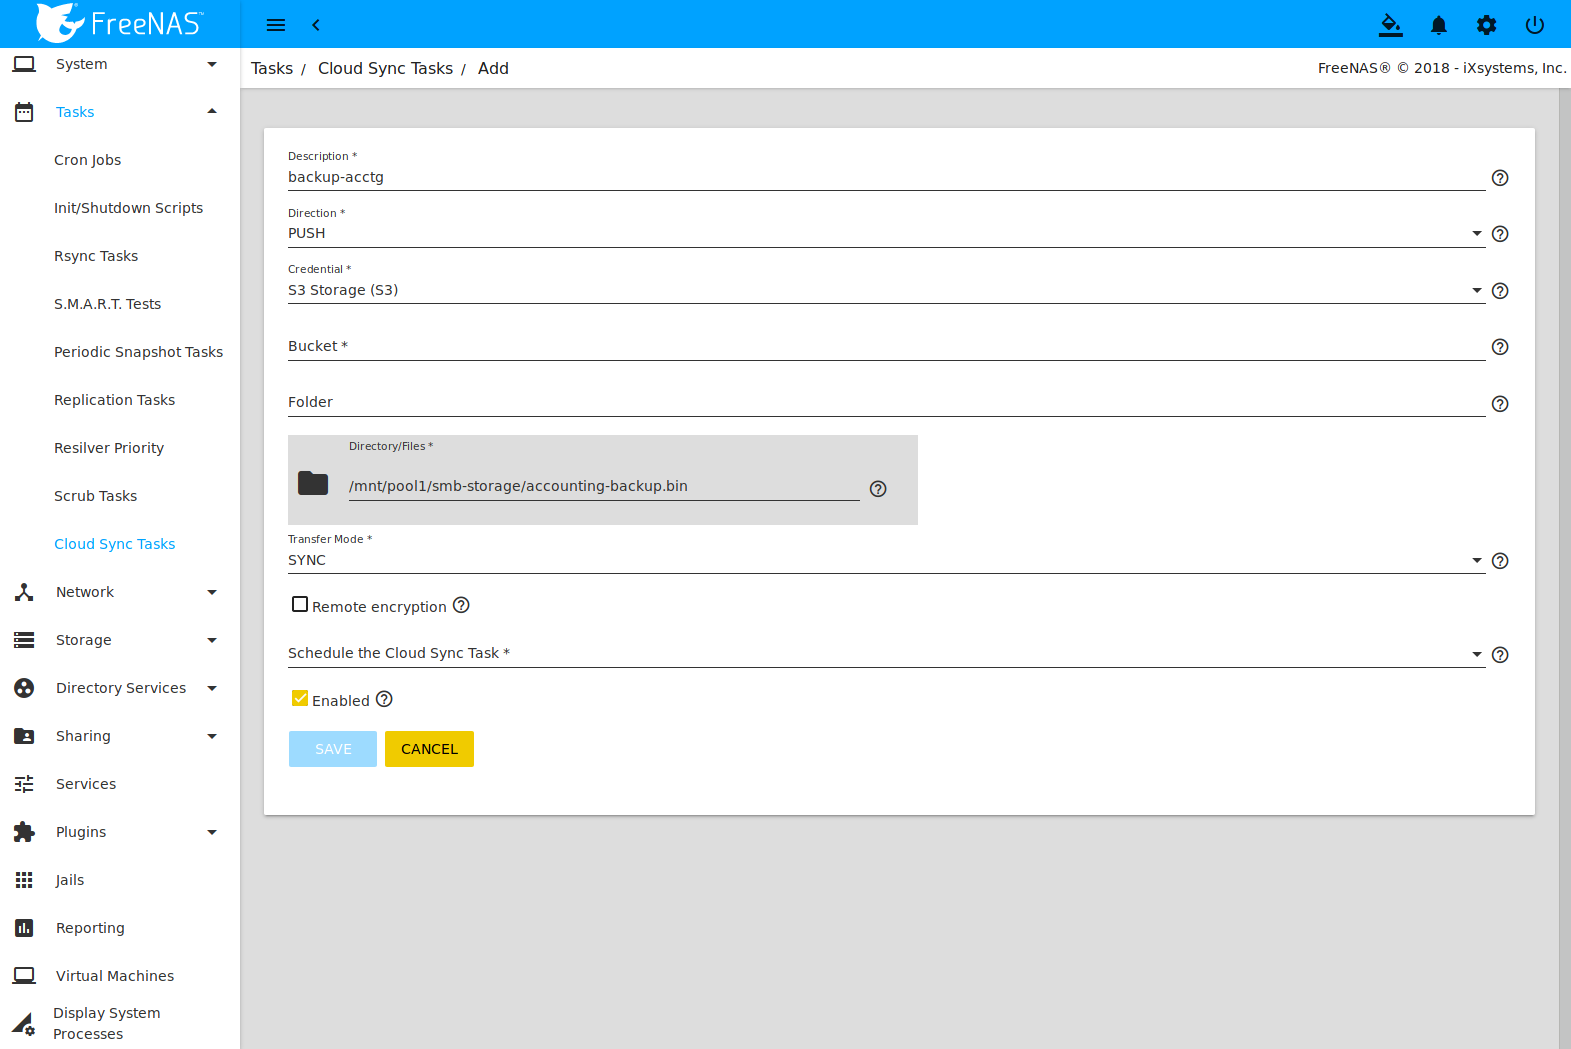 FreeNAS™
System
Tasks
Cron Jobs
Init/Shutdown Scripts
Rsync Tasks
S.M.A.R.T. Tests
Periodic Snapshot Tasks
Replication Tasks
Resilver Priority
Scrub Tasks
Cloud Sync Tasks
Network
Storage
Directory Services
Sharing
Services
Plugins
Jails
Reporting
Virtual Machines
Display System
Processes
Tasks / Cloud Sync Tasks / Add
FreeNAS® © 2018 - iXsystems, Inc.
Description *
backup-acctg
Direction *
PUSH
Credential *
S3 Storage (S3)
Bucket *
Folder
Directory/Files *
/mnt/pool1/smb-storage/accounting-backup.bin
Transfer Mode *
SYNC
Remote encryption
Schedule the Cloud Sync Task *
Enabled
SAVE CANCEL